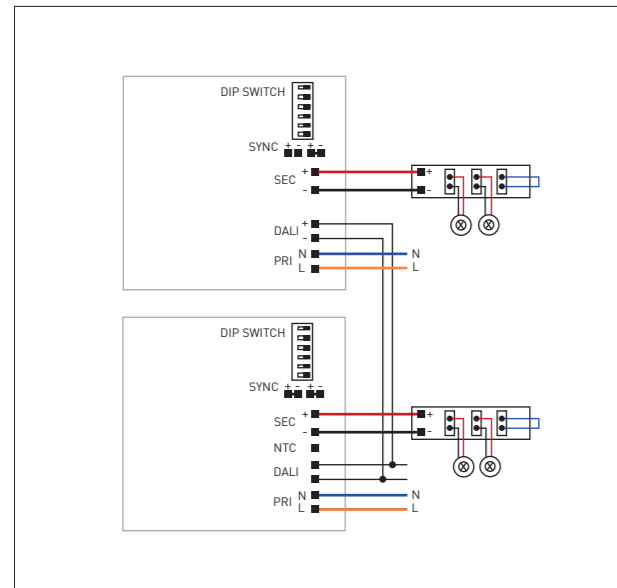 DIP SWITCH
SYNC + - + -
SEC + +
- -
DALI +
-
PRI N N
L L
DIP SWITCH
SYNC + - + -
SEC + +
- -
NTC
DALI
PRI N N
L L